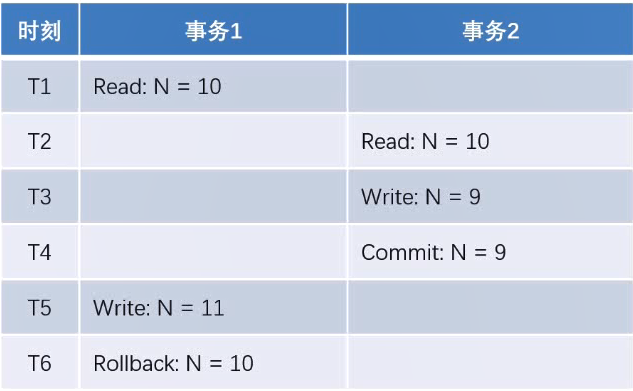 时刻 事务1 事务2
T1 Read: N = 10
T2 Read: N = 10
T3 Write: N = 9
T4 Commit: N = 9
T5 Write: N = 11
T6 Rollback: N = 10